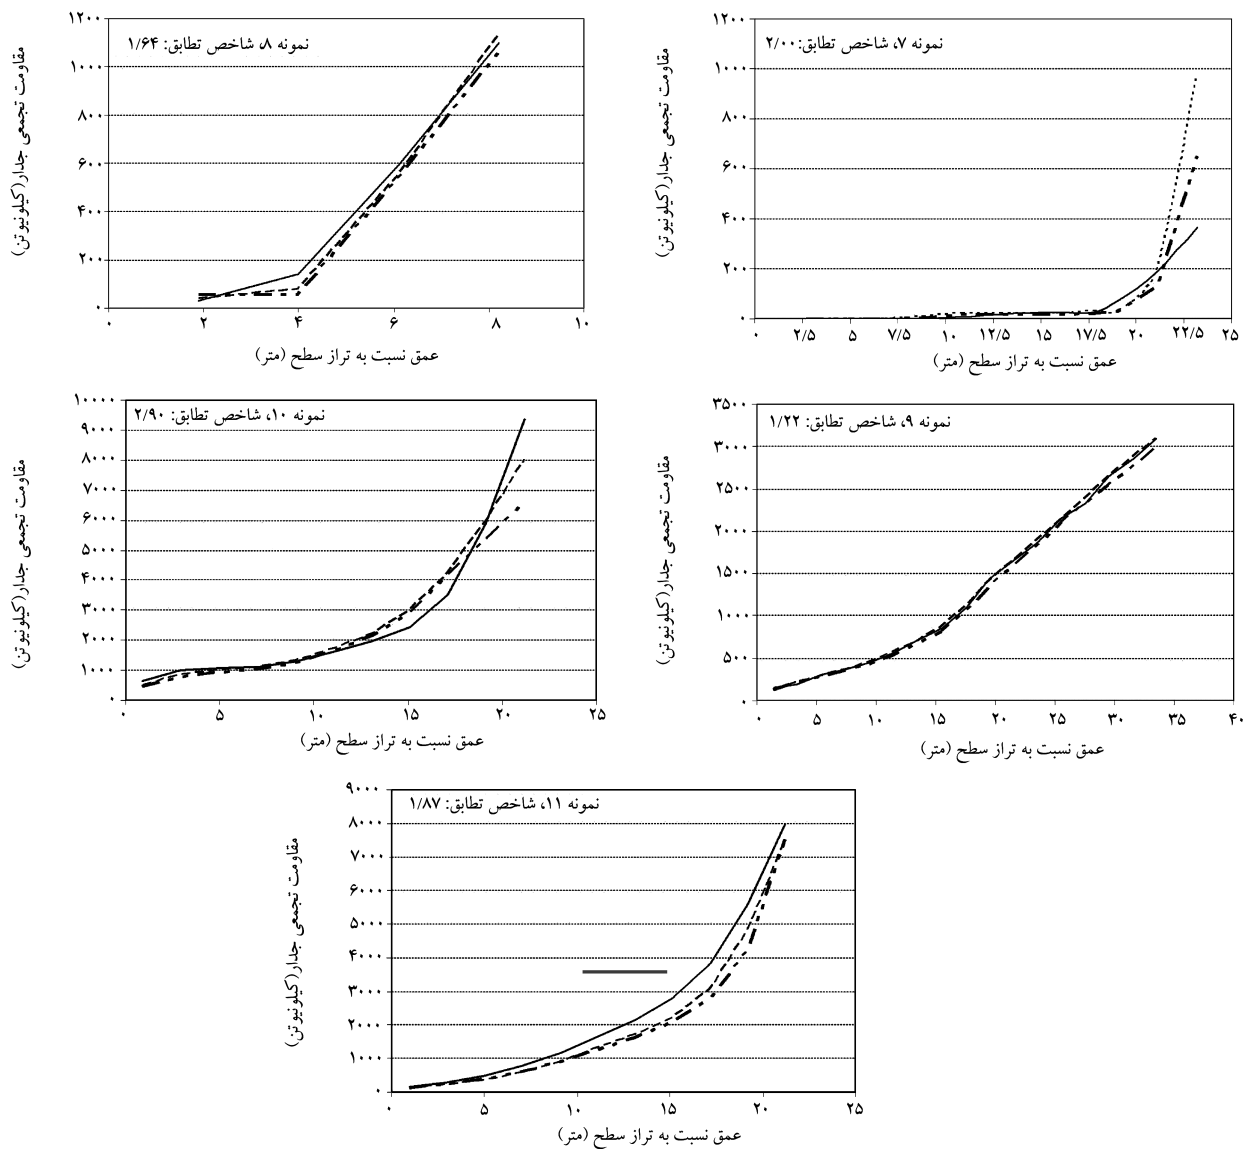 نمونه ۷، شاخص تطابق:۲/۰۰
مقاومت تجمعی جدار(کیلونیوتن)
۱۲۰۰
۱۰۰۰
۸۰۰
۶۰۰
۴۰۰
۲۰۰
۰
۰ ۲/۵ ۵ ۷/۵ ۱۰ ۱۲/۵ ۱۵ ۱۷/۵ ۲۰ ۲۲/۵ ۲۵
عمق نسبت به تراز سطح (متر)
نمونه ۸، شاخص تطابق: ۱/۶۴
مقاومت تجمعی جدار(کیلونیوتن)
۱۲۰۰
۱۰۰۰
۸۰۰
۶۰۰
۴۰۰
۲۰۰
۰
۰ ۲ ۴ ۶ ۸ ۱۰
عمق نسبت به تراز سطح (متر)
نمونه ۹، شاخص تطابق: ۱/۲۲
مقاومت تجمعی جدار(کیلونیوتن)
۳۵۰۰
۳۰۰۰
۲۵۰۰
۲۰۰۰
۱۵۰۰
۱۰۰۰
۵۰۰
۰
۰ ۵ ۱۰ ۱۵ ۲۰ ۲۵ ۳۰ ۳۵ ۴۰
عمق نسبت به تراز سطح (متر)
نمونه ۱۰، شاخص تطابق: ۲/۹۰
مقاومت تجمعی جدار(کیلونیوتن)
۱۰۰۰۰
۹۰۰۰
۸۰۰۰
۷۰۰۰
۶۰۰۰
۵۰۰۰
۴۰۰۰
۳۰۰۰
۲۰۰۰
۱۰۰۰
۰
۰ ۵ ۱۰ ۱۵ ۲۰ ۲۵
عمق نسبت به تراز سطح (متر)
نمونه ۱۱، شاخص تطابق: ۱/۸۷
مقاومت تجمعی جدار(کیلونیوتن)
۹۰۰۰
۸۰۰۰
۷۰۰۰
۶۰۰۰
۵۰۰۰
۴۰۰۰
۳۰۰۰
۲۰۰۰
۱۰۰۰
۰
۰ ۵ ۱۰ ۱۵ ۲۰ ۲۵
عمق نسبت به تراز سطح (متر)